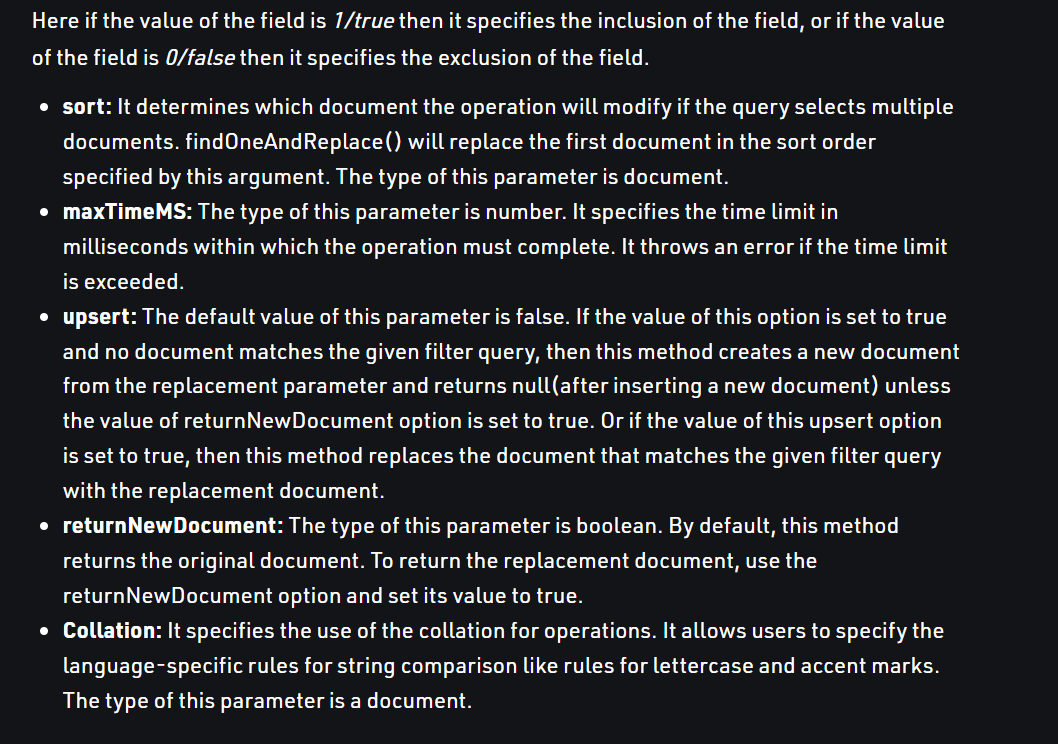 Here if the value of the field is 1/true then it specifies the inclusion of the field, or if the value
of the field is 0/false then it specifies the exclusion of the field.
• sort: It determines which document the operation will modify if the query selects multiple
documents. findOneAndReplace() will replace the first document in the sort order
specified by this argument. The type of this parameter is document.
• maxTimeMS: The type of this parameter is number. It specifies the time limit in
milliseconds within which the operation must complete. It throws an error if the time limit
is exceeded.
• upsert: The default value of this parameter is false. If the value of this option is set to true
and no document matches the given filter query, then this method creates a new document
from the replacement parameter and returns null(after inserting a new document) unless
the value of returnNewDocument option is set to true. Or if the value of this upsert option
is set to true, then this method replaces the document that matches the given filter query
with the replacement document.
• returnNewDocument: The type of this parameter is boolean. By default, this method
returns the original document. To return the replacement document, use the
returnNewDocument option and set its value to true.
• Collation: It specifies the use of the collation for operations. It allows users to specify the
language-specific rules for string comparison like rules for lettercase and accent marks.
The type of this parameter is a document.